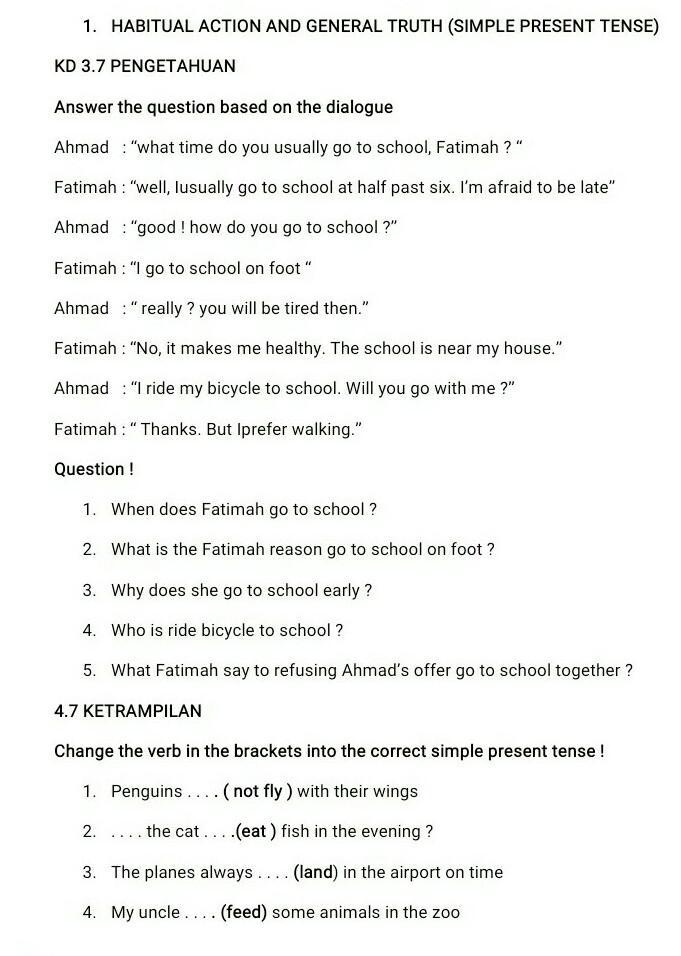 1. HABITUAL ACTION AND GENERAL TRUTH (SIMPLE PRESENT TENSE)
KD 3.7 PENGETAHUAN
Answer the question based on the dialogue
Ahmad : “what time do you usually go to school, Fatimah ? “
Fatimah : “well, Iusually go to school at half past six. I’m afraid to be late”
Ahmad : “good ! how do you go to school ?”
Fatimah : “I go to school on foot “
Ahmad : “ really ? you will be tired then.”
Fatimah : “No, it makes me healthy. The school is near my house.”
Ahmad : “I ride my bicycle to school. Will you go with me ?”
Fatimah : “ Thanks. But Iprefer walking.”
Question !
1. When does Fatimah go to school ?
2. What is the Fatimah reason go to school on foot ?
3. Why does she go to school early ?
4. Who is ride bicycle to school ?
5. What Fatimah say to refusing Ahmad’s offer go to school together ?
4.7 KETRAMPILAN
Change the verb in the brackets into the correct simple present tense !
1. Penguins . . . . ( not fly ) with their wings
2. . . . . the cat . . . .(eat ) fish in the evening ?
3. The planes always . . . . (land) in the airport on time
4. My uncle . . . . (feed) some animals in the zoo